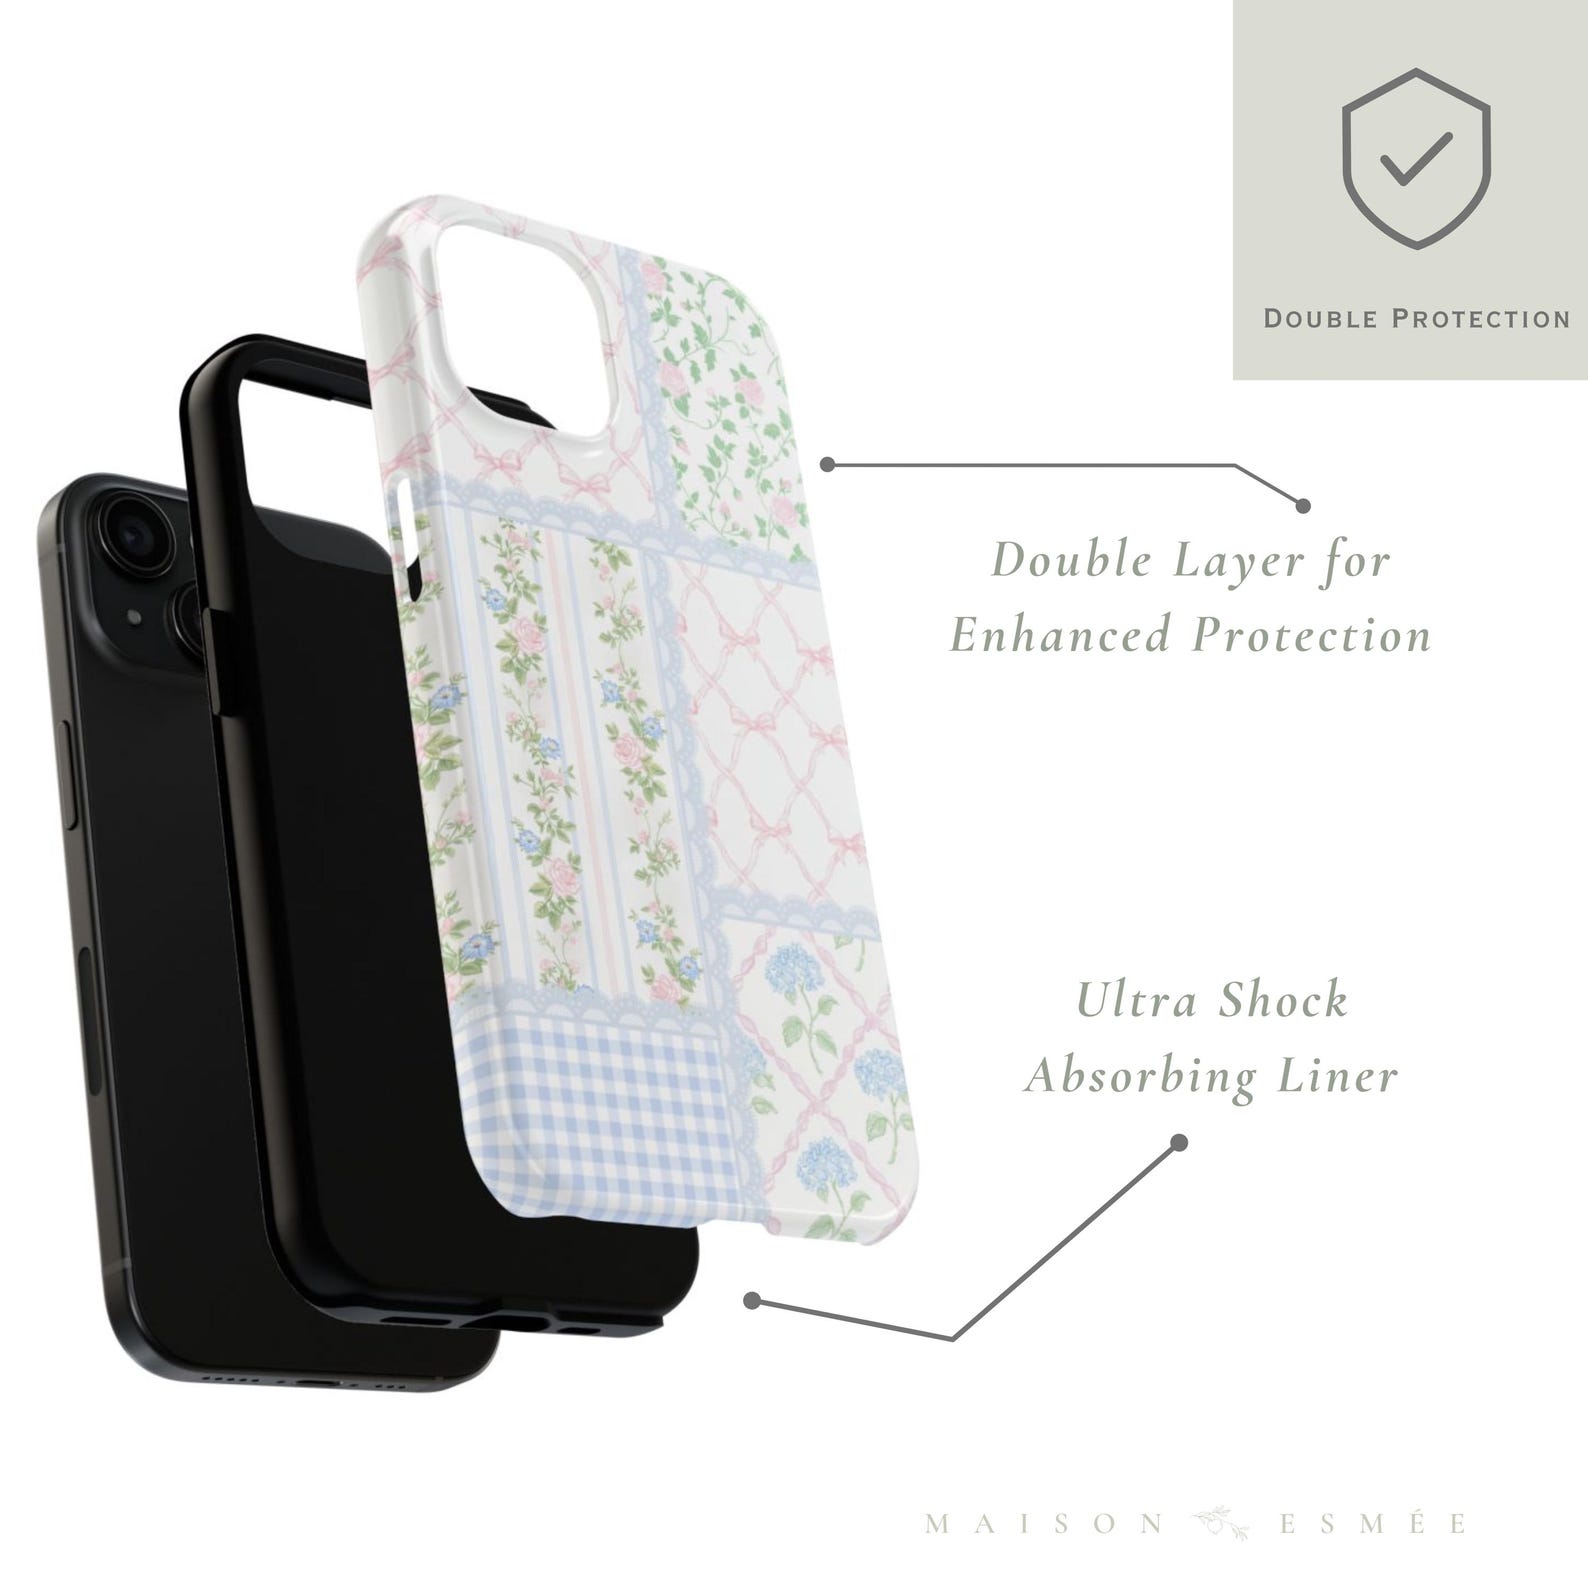 DOUBLE PROTECTION
Double Layer for
Enhanced Protection
Ultra Shock
Absorbing Liner
MAISON ESMÉE